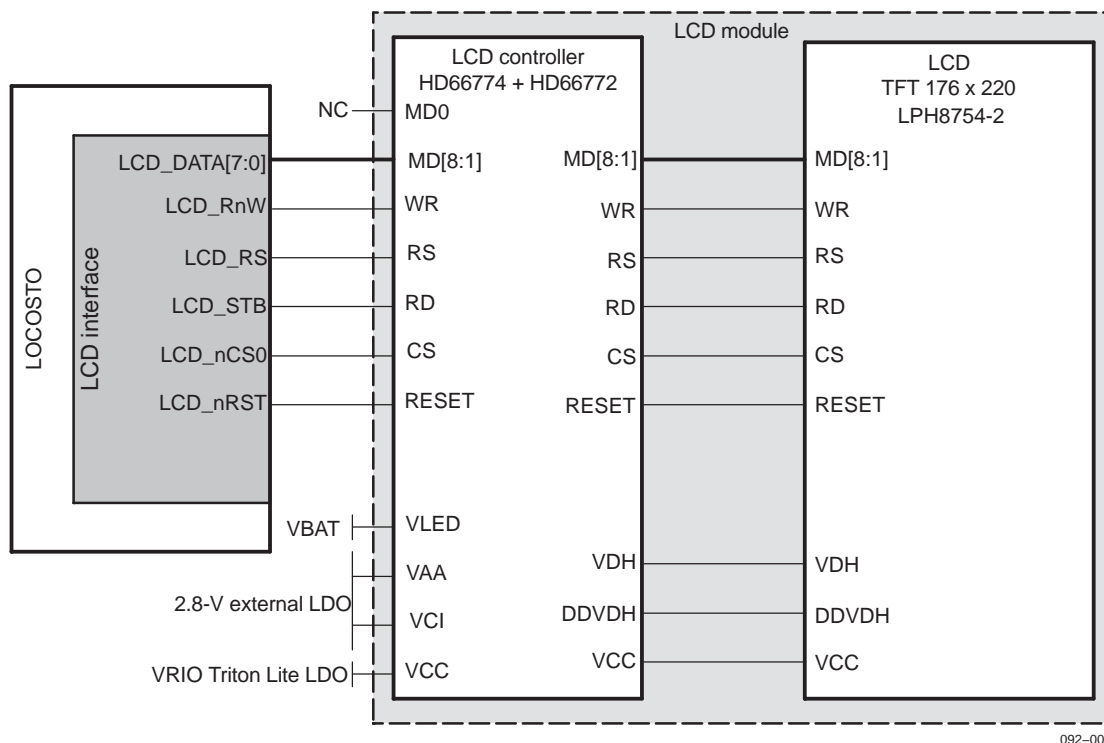 LCD module
LCD controller
HD66774 + HD66772
LCD
TFT 176 x 220
LPH8754-2
NC
MD0
LCD_DATA[7:0]
MD[8:1]
MD[8:1]
MD[8:1]
LCD_RnW
WR
WR
WR
LCD_RS
RS
RS
RS
LCD_STB
RD
RD
RD
LCD_nCS0
CS
CS
CS
LCD_nRST
RESET
RESET
RESET
LOCOSTO
LCD interface
VBAT
VLED
VAA
VDH
VDH
2.8-V external LDO
VCI
DDVDH
DDVDH
VRIO Triton Lite LDO
VCC
VCC
VCC
092-00